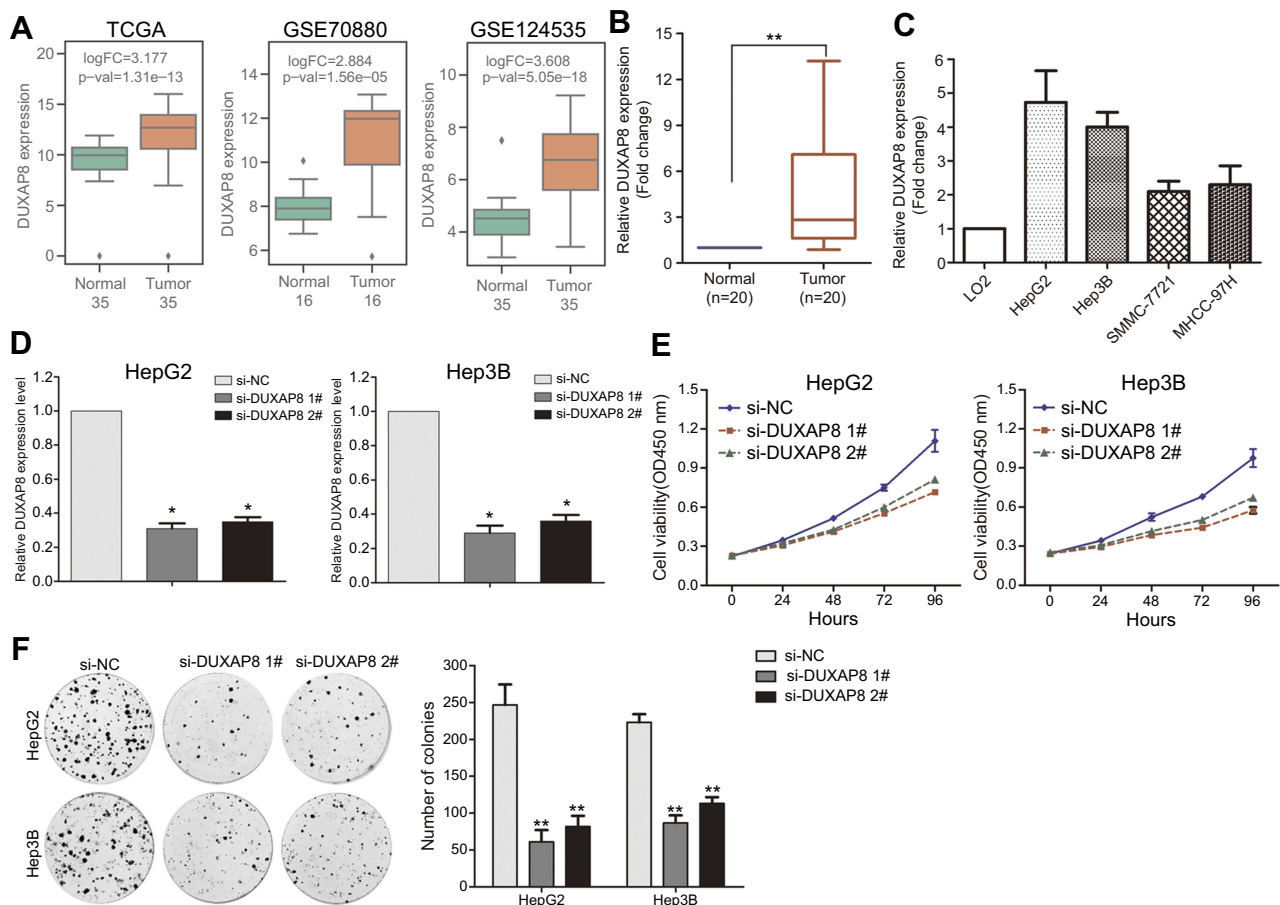 A
TCGA
logFC=3.177
p−val=1.31e−13
DUXAP8 expression
20
15
10
5
0
Normal
35
Tumor
35
GSE70880
logFC=2.884
p−val=1.56e−05
DUXAP8 expression
14
12
10
8
6
Normal
16
Tumor
16
GSE124535
logFC=3.608
p−val=5.05e−18
DUXAP8 expression
10
8
6
4
Normal
35
Tumor
35
B
Relative DUXAP8 expression
(Fold change)
15
12
9
6
3
0
**
Normal
(n=20)
Tumor
(n=20)
C
Relative DUXAP8 expression
(Fold change)
6
5
4
3
2
1
0
LO2
HepG2
Hep3B
SMMC-7721
MHCC-97H
D
HepG2
Relative DUXAP8 expression level
1.2
1.0
0.8
0.6
0.4
0.2
0.0
* *
si-NC
si-DUXAP8 1#
si-DUXAP8 2#
Hep3B
Relative DUXAP8 expression level
1.2
1.0
0.8
0.6
0.4
0.2
0.0
* *
si-NC
si-DUXAP8 1#
si-DUXAP8 2#
E
HepG2
Cell viability(OD450 nm)
1.5
1.2
0.9
0.6
0.3
0.0
si-NC
si-DUXAP8 1#
si-DUXAP8 2#
0 24 48 72 96
Hours
Hep3B
Cell viability(OD450 nm)
1.5
1.2
0.9
0.6
0.3
0.0
si-NC
si-DUXAP8 1#
si-DUXAP8 2#
0 24 48 72 96
Hours
F
si-NC si-DUXAP8 1# si-DUXAP8 2#
HepG2
Hep3B
Number of colonies
300
250
200
150
100
50
0
** **
** **
HepG2 Hep3B
si-NC
si-DUXAP8 1#
si-DUXAP8 2#